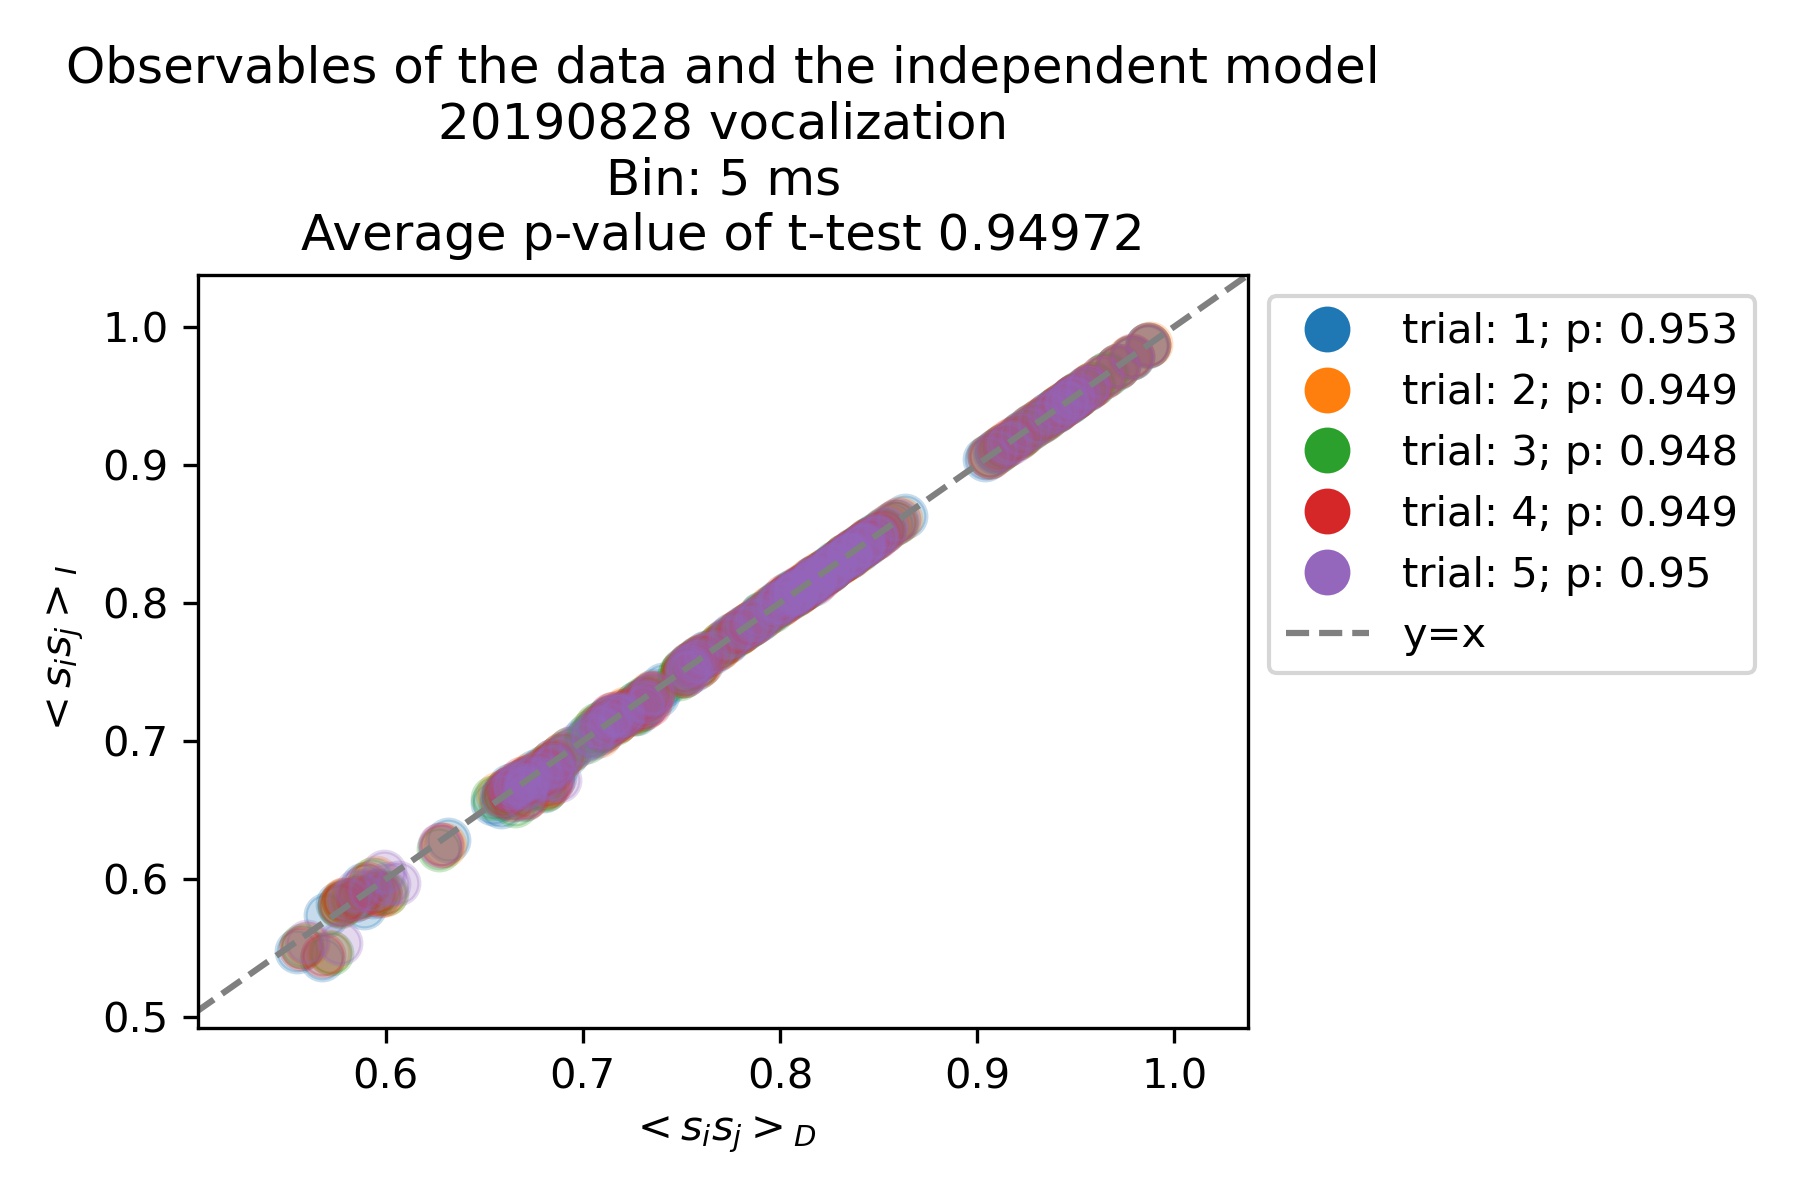 Observables of the data and the independent model
20190828 vocalization
Bin: 5 ms
Average p-value of t-test 0.94972
1.0
0.9
0.8
0.7
0.6
0.5
< s_i s_j >_I
0.6 0.7 0.8 0.9 1.0
< s_i s_j >_D
trial: 1; p: 0.953
trial: 2; p: 0.949
trial: 3; p: 0.948
trial: 4; p: 0.949
trial: 5; p: 0.95
y=x